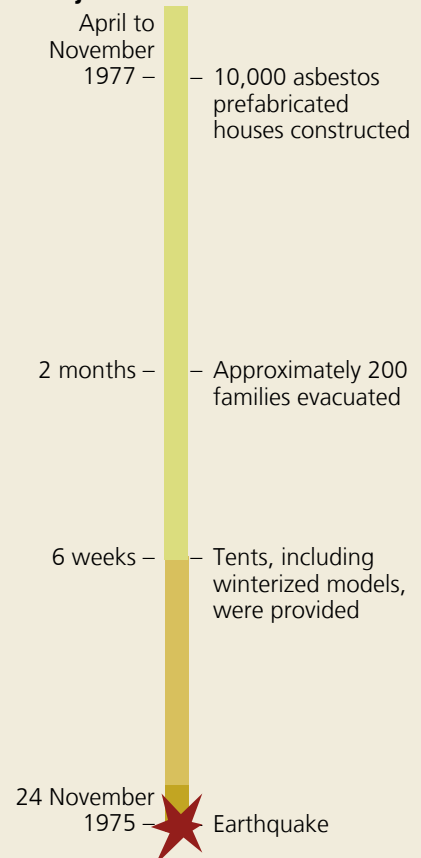 April to
November
1977 –
– 10,000 asbestos
prefabricated
houses constructed
2 months –
– Approximately 200
families evacuated
6 weeks –
– Tents, including
winterized models,
were provided
24 November
1975 –
Earthquake